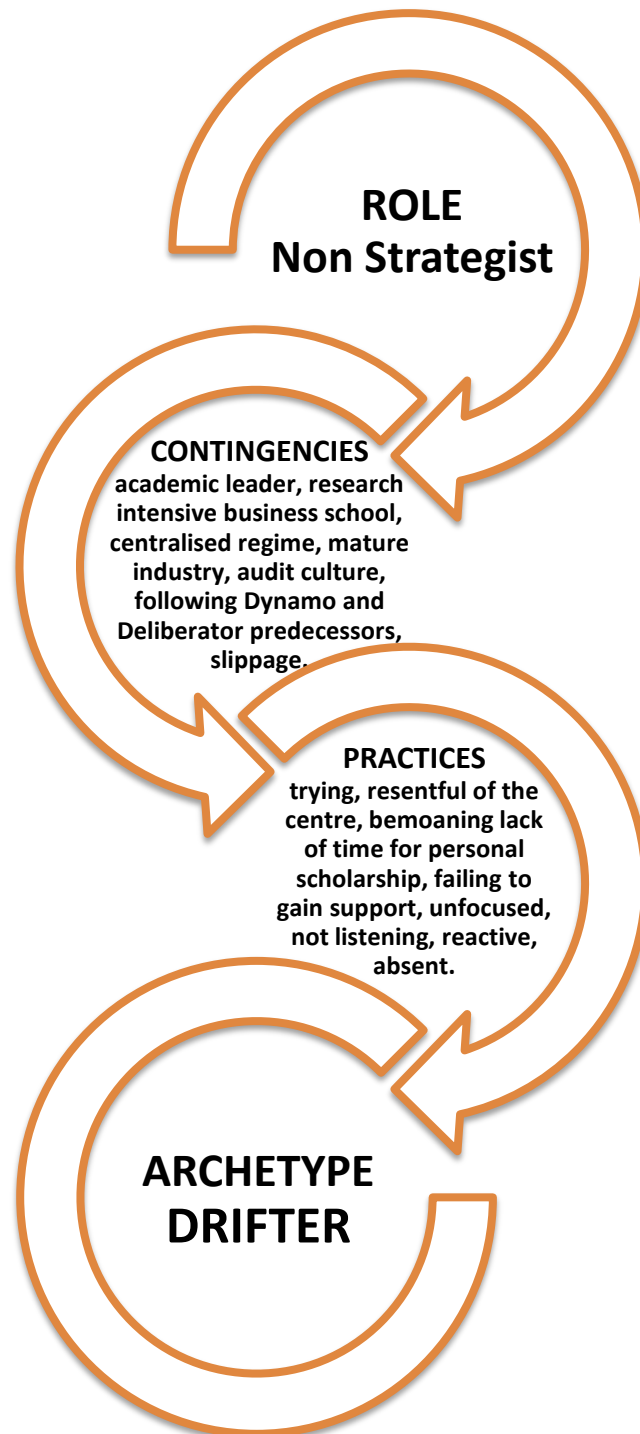 ROLE
Non Strategist
CONTINGENCIES
academic leader, research
intensive business school,
centralised regime, mature
industry, audit culture,
following Dynamo and
Deliberator predecessors,
slippage.
PRACTICES
trying, resentful of the
centre, bemoaning lack
of time for personal
scholarship, failing to
gain support, unfocused,
not listening, reactive,
absent.
ARCHETYPE
DRIFTER